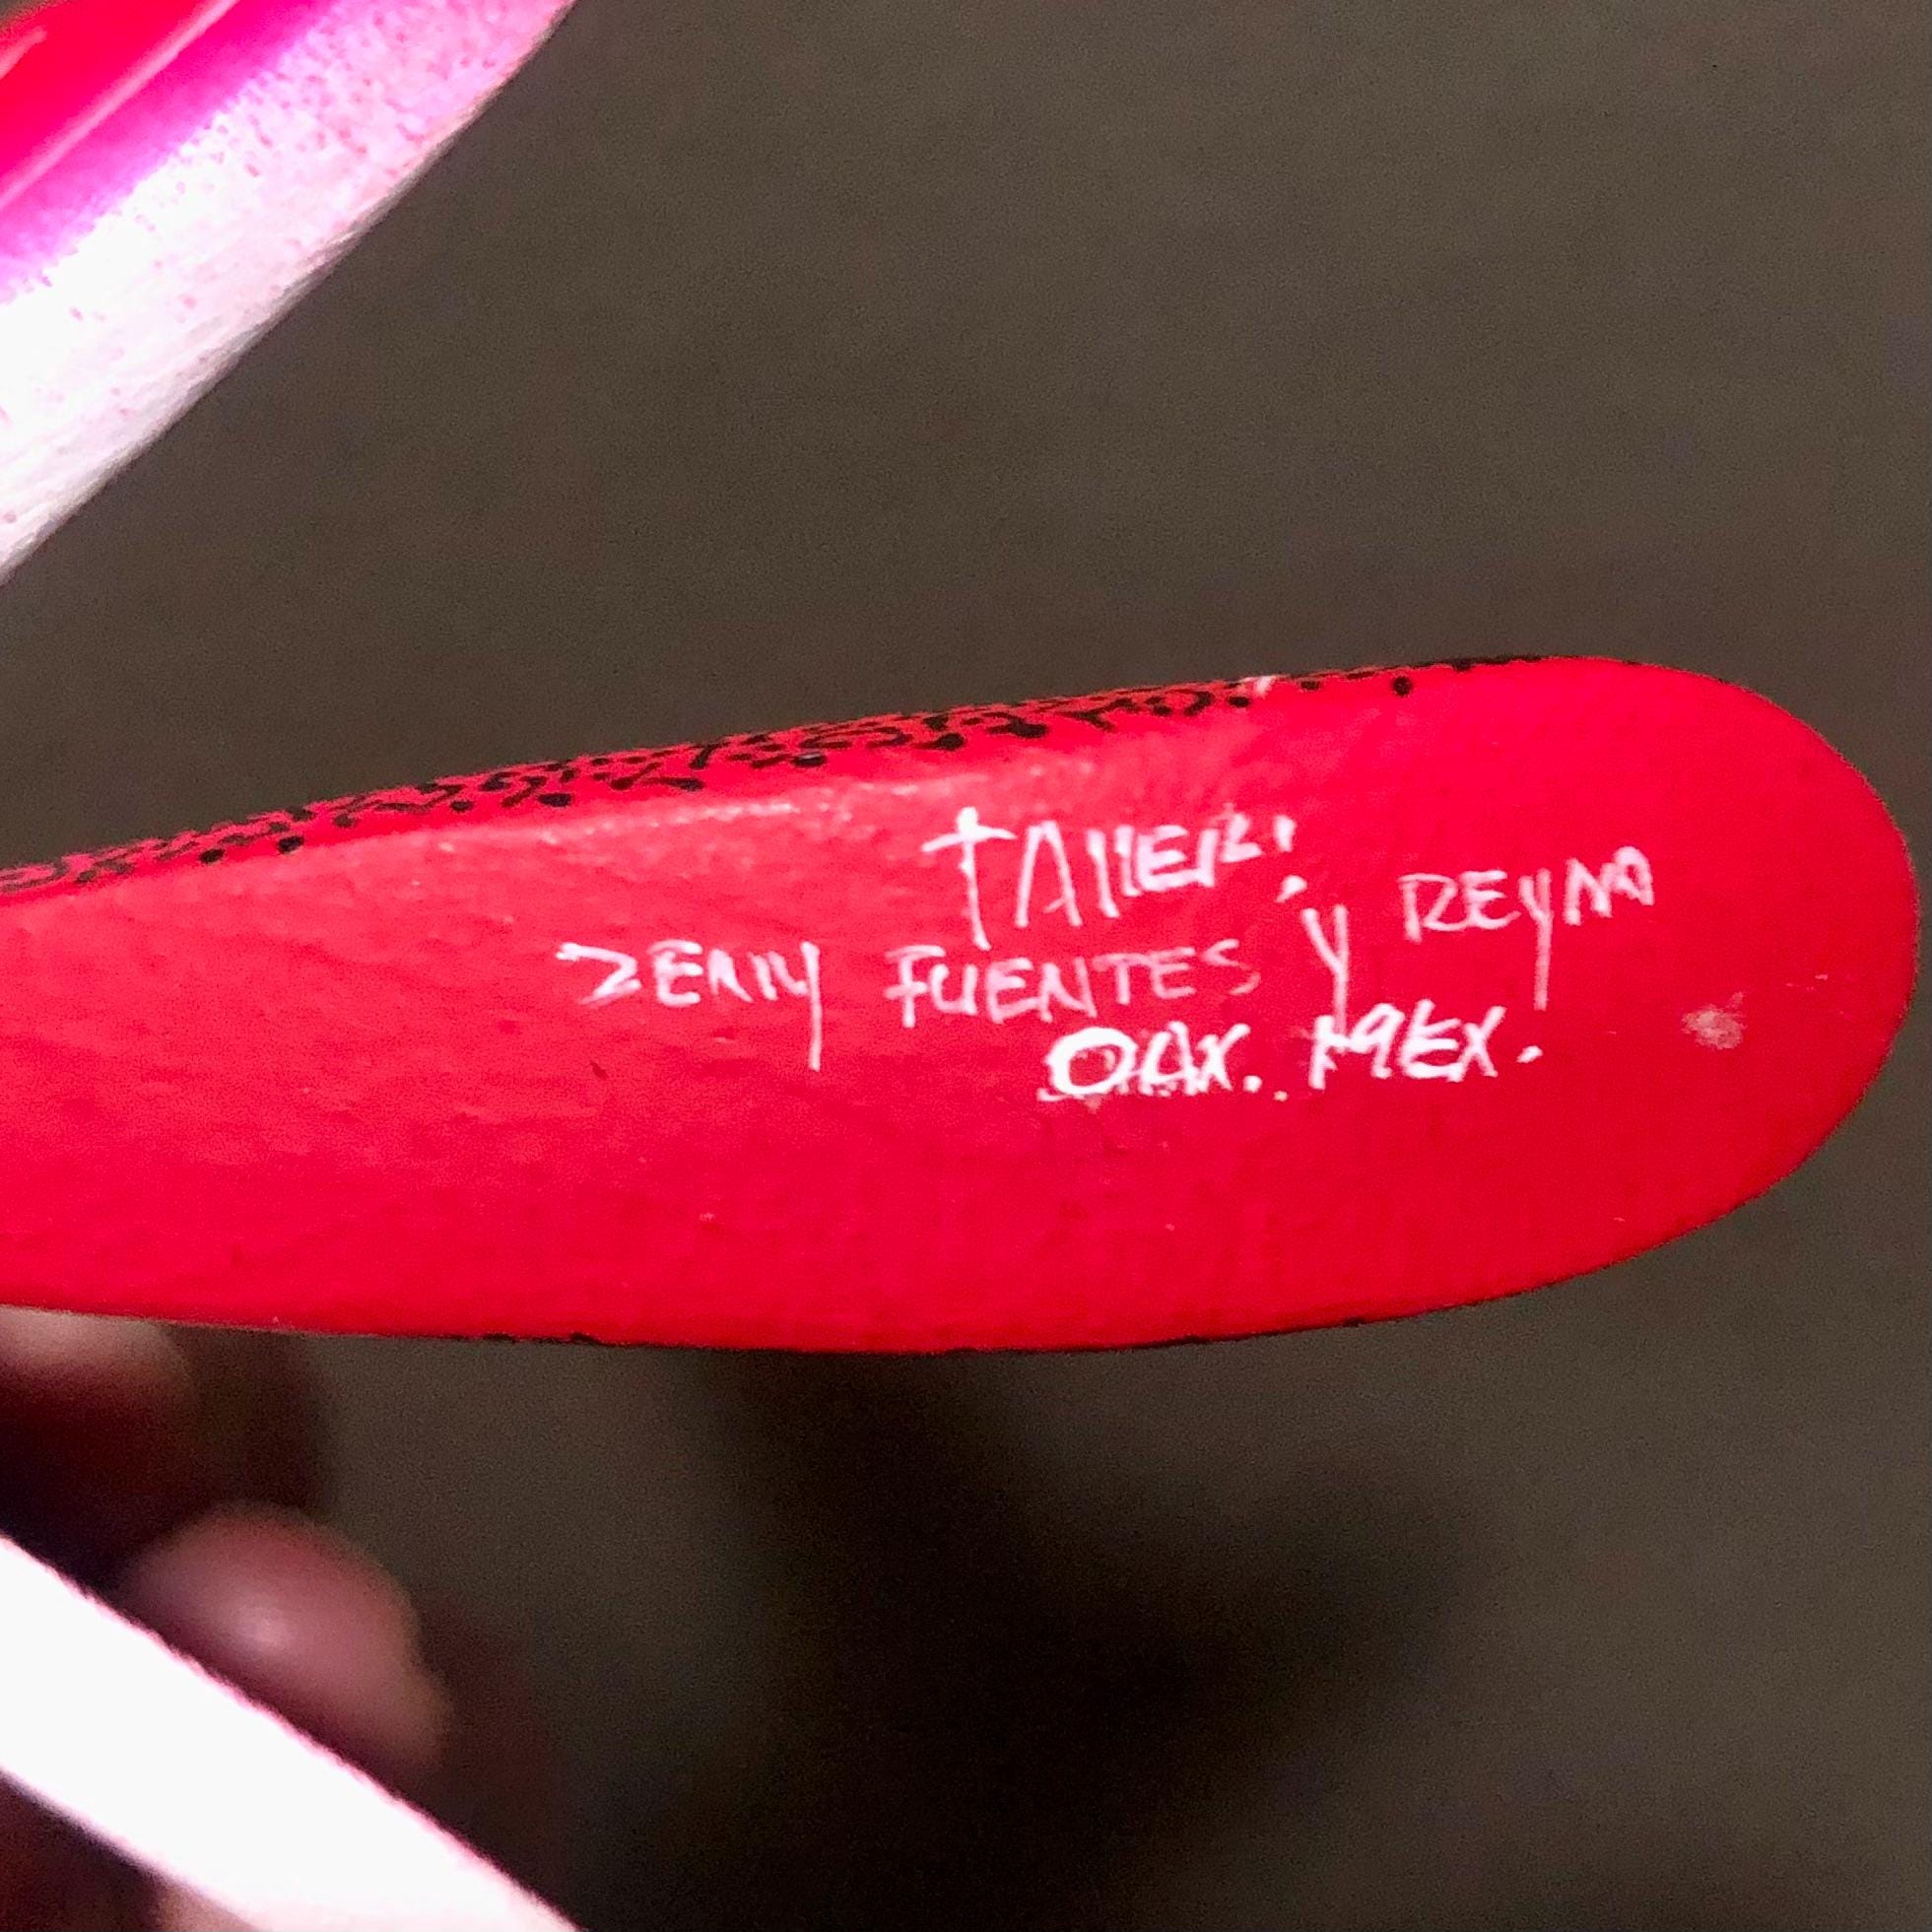 TAllER:
ZENY FUENTES Y REYNA
OAX. MEX.